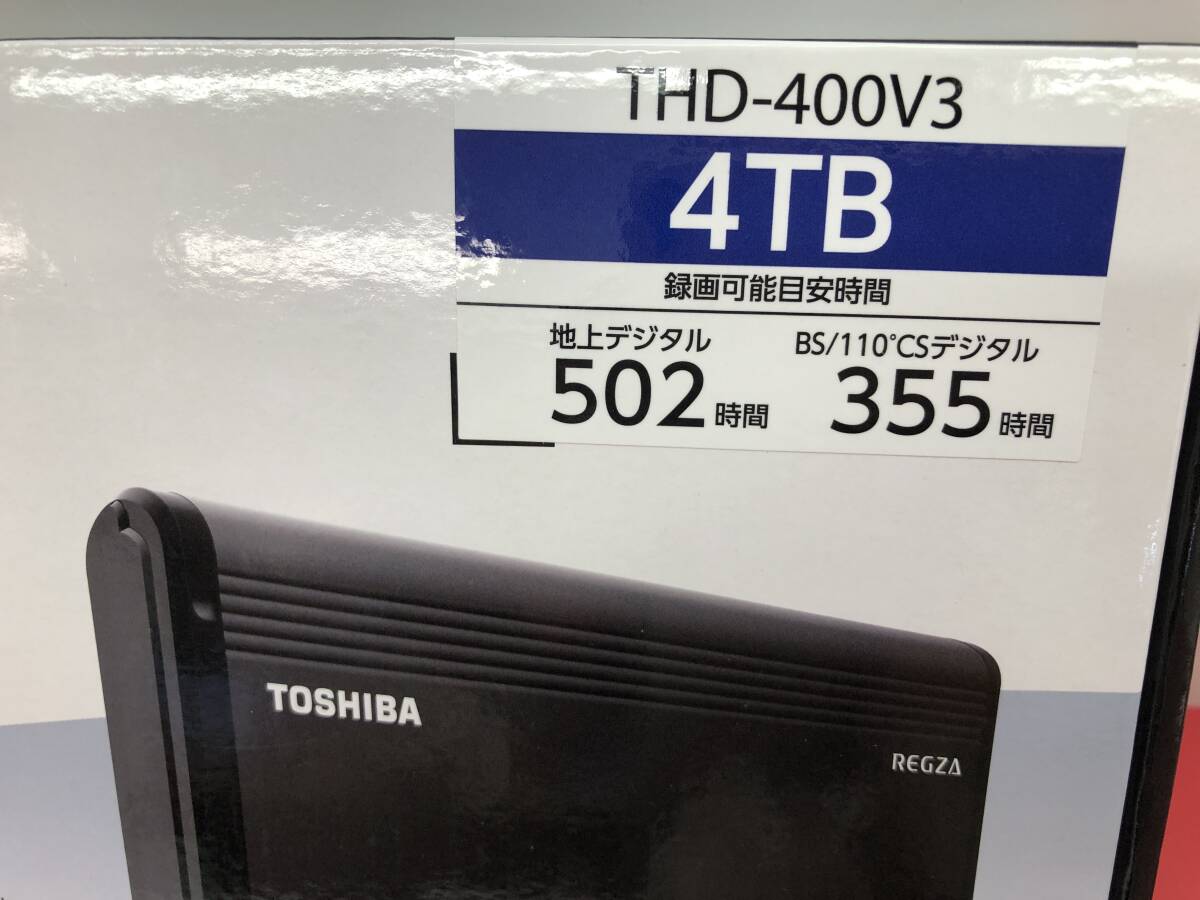 THD-400V3
4TB
録画可能目安時間
地上デジタル BS/110°CSデジタル
502時間 355時間
TOSHIBA
REGZA